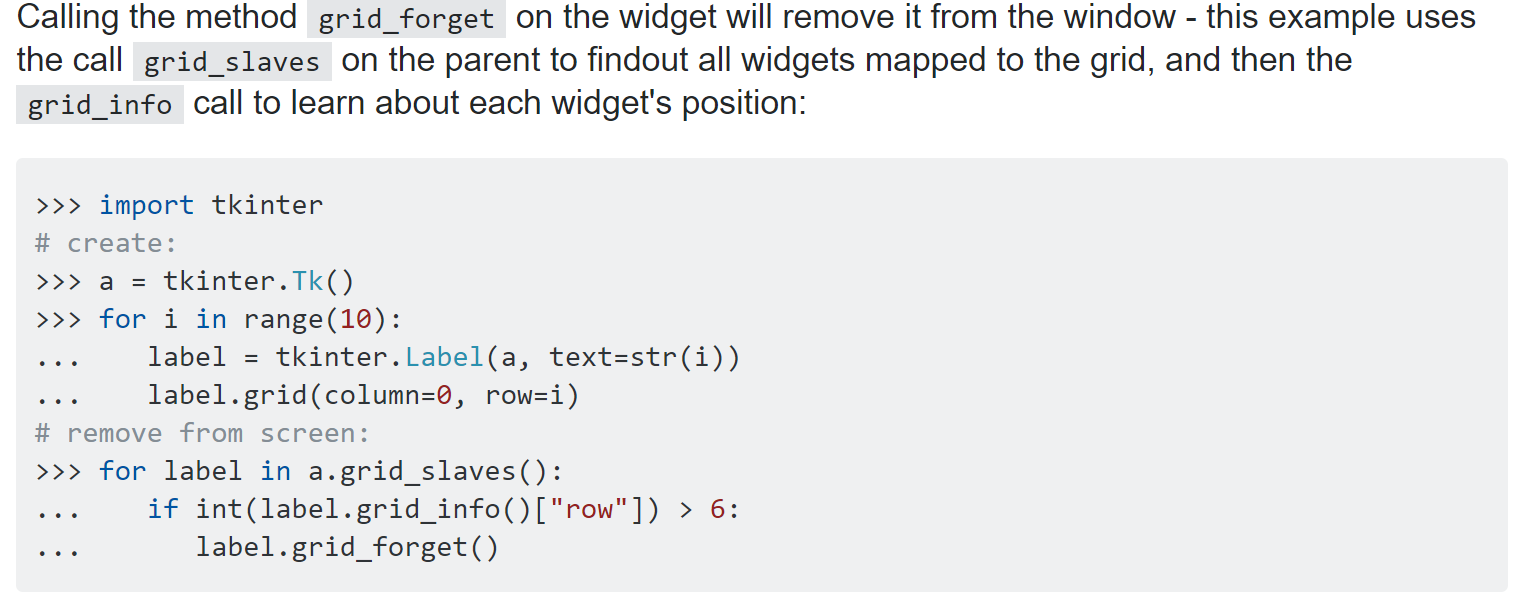 Calling the method grid_forget on the widget will remove it from the window - this example uses
the call grid_slaves on the parent to findout all widgets mapped to the grid, and then the
grid_info call to learn about each widget's position:
>>> import tkinter
# create:
>>> a = tkinter.Tk()
>>> for i in range(10):
...    label = tkinter.Label(a, text=str(i))
...    label.grid(column=0, row=i)
# remove from screen:
>>> for label in a.grid_slaves():
...    if int(label.grid_info()["row"]) > 6:
...       label.grid_forget()